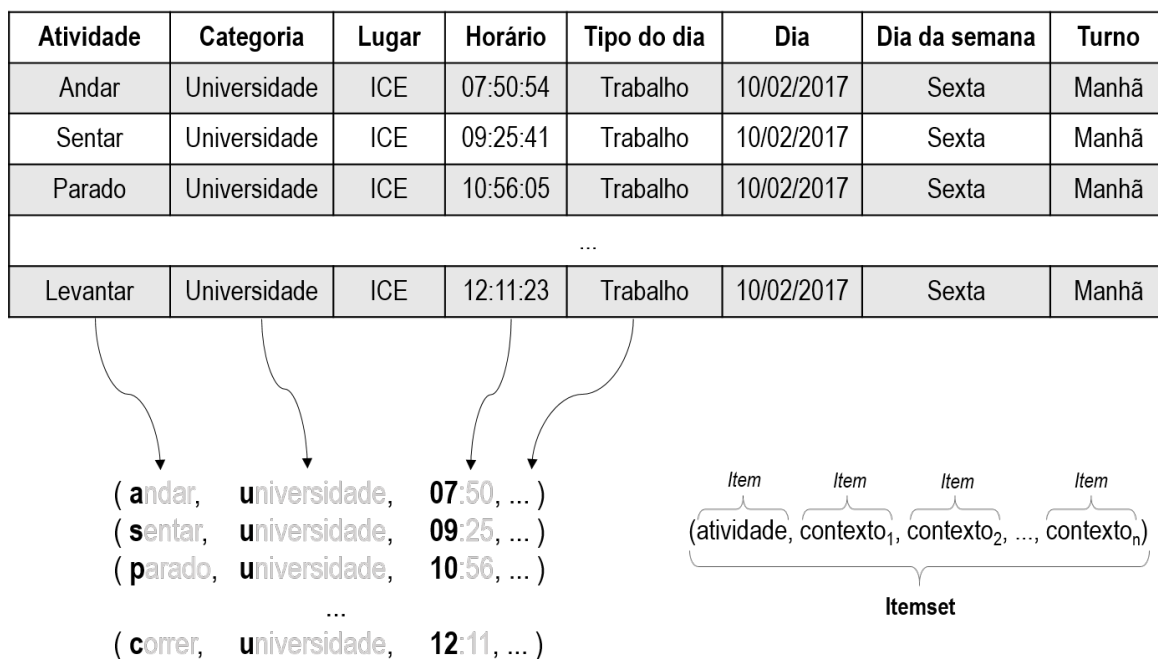 Atividade Categoria Lugar Horário Tipo do dia Dia Dia da semana Turno
Andar Universidade ICE 07:50:54 Trabalho 10/02/2017 Sexta Manhã
Sentar Universidade ICE 09:25:41 Trabalho 10/02/2017 Sexta Manhã
Parado Universidade ICE 10:56:05 Trabalho 10/02/2017 Sexta Manhã
...
Levantar Universidade ICE 12:11:23 Trabalho 10/02/2017 Sexta Manhã
( andar, universidade, 07:50, ... )
( sentar, universidade, 09:25, ... )
( parado, universidade, 10:56, ... )
...
( correr, universidade, 12:11, ... )
Item Item Item Item
(atividade, contexto1, contexto2, ..., contexton)
Itemset